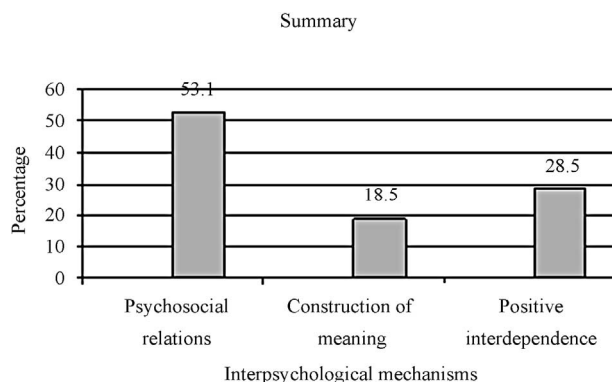 Summary
60
50
40
30
20
10
0
Percentage
53.1
18.5
28.5
Psychosocial
relations
Construction of
meaning
Positive
interdependence
Interpsychological mechanisms